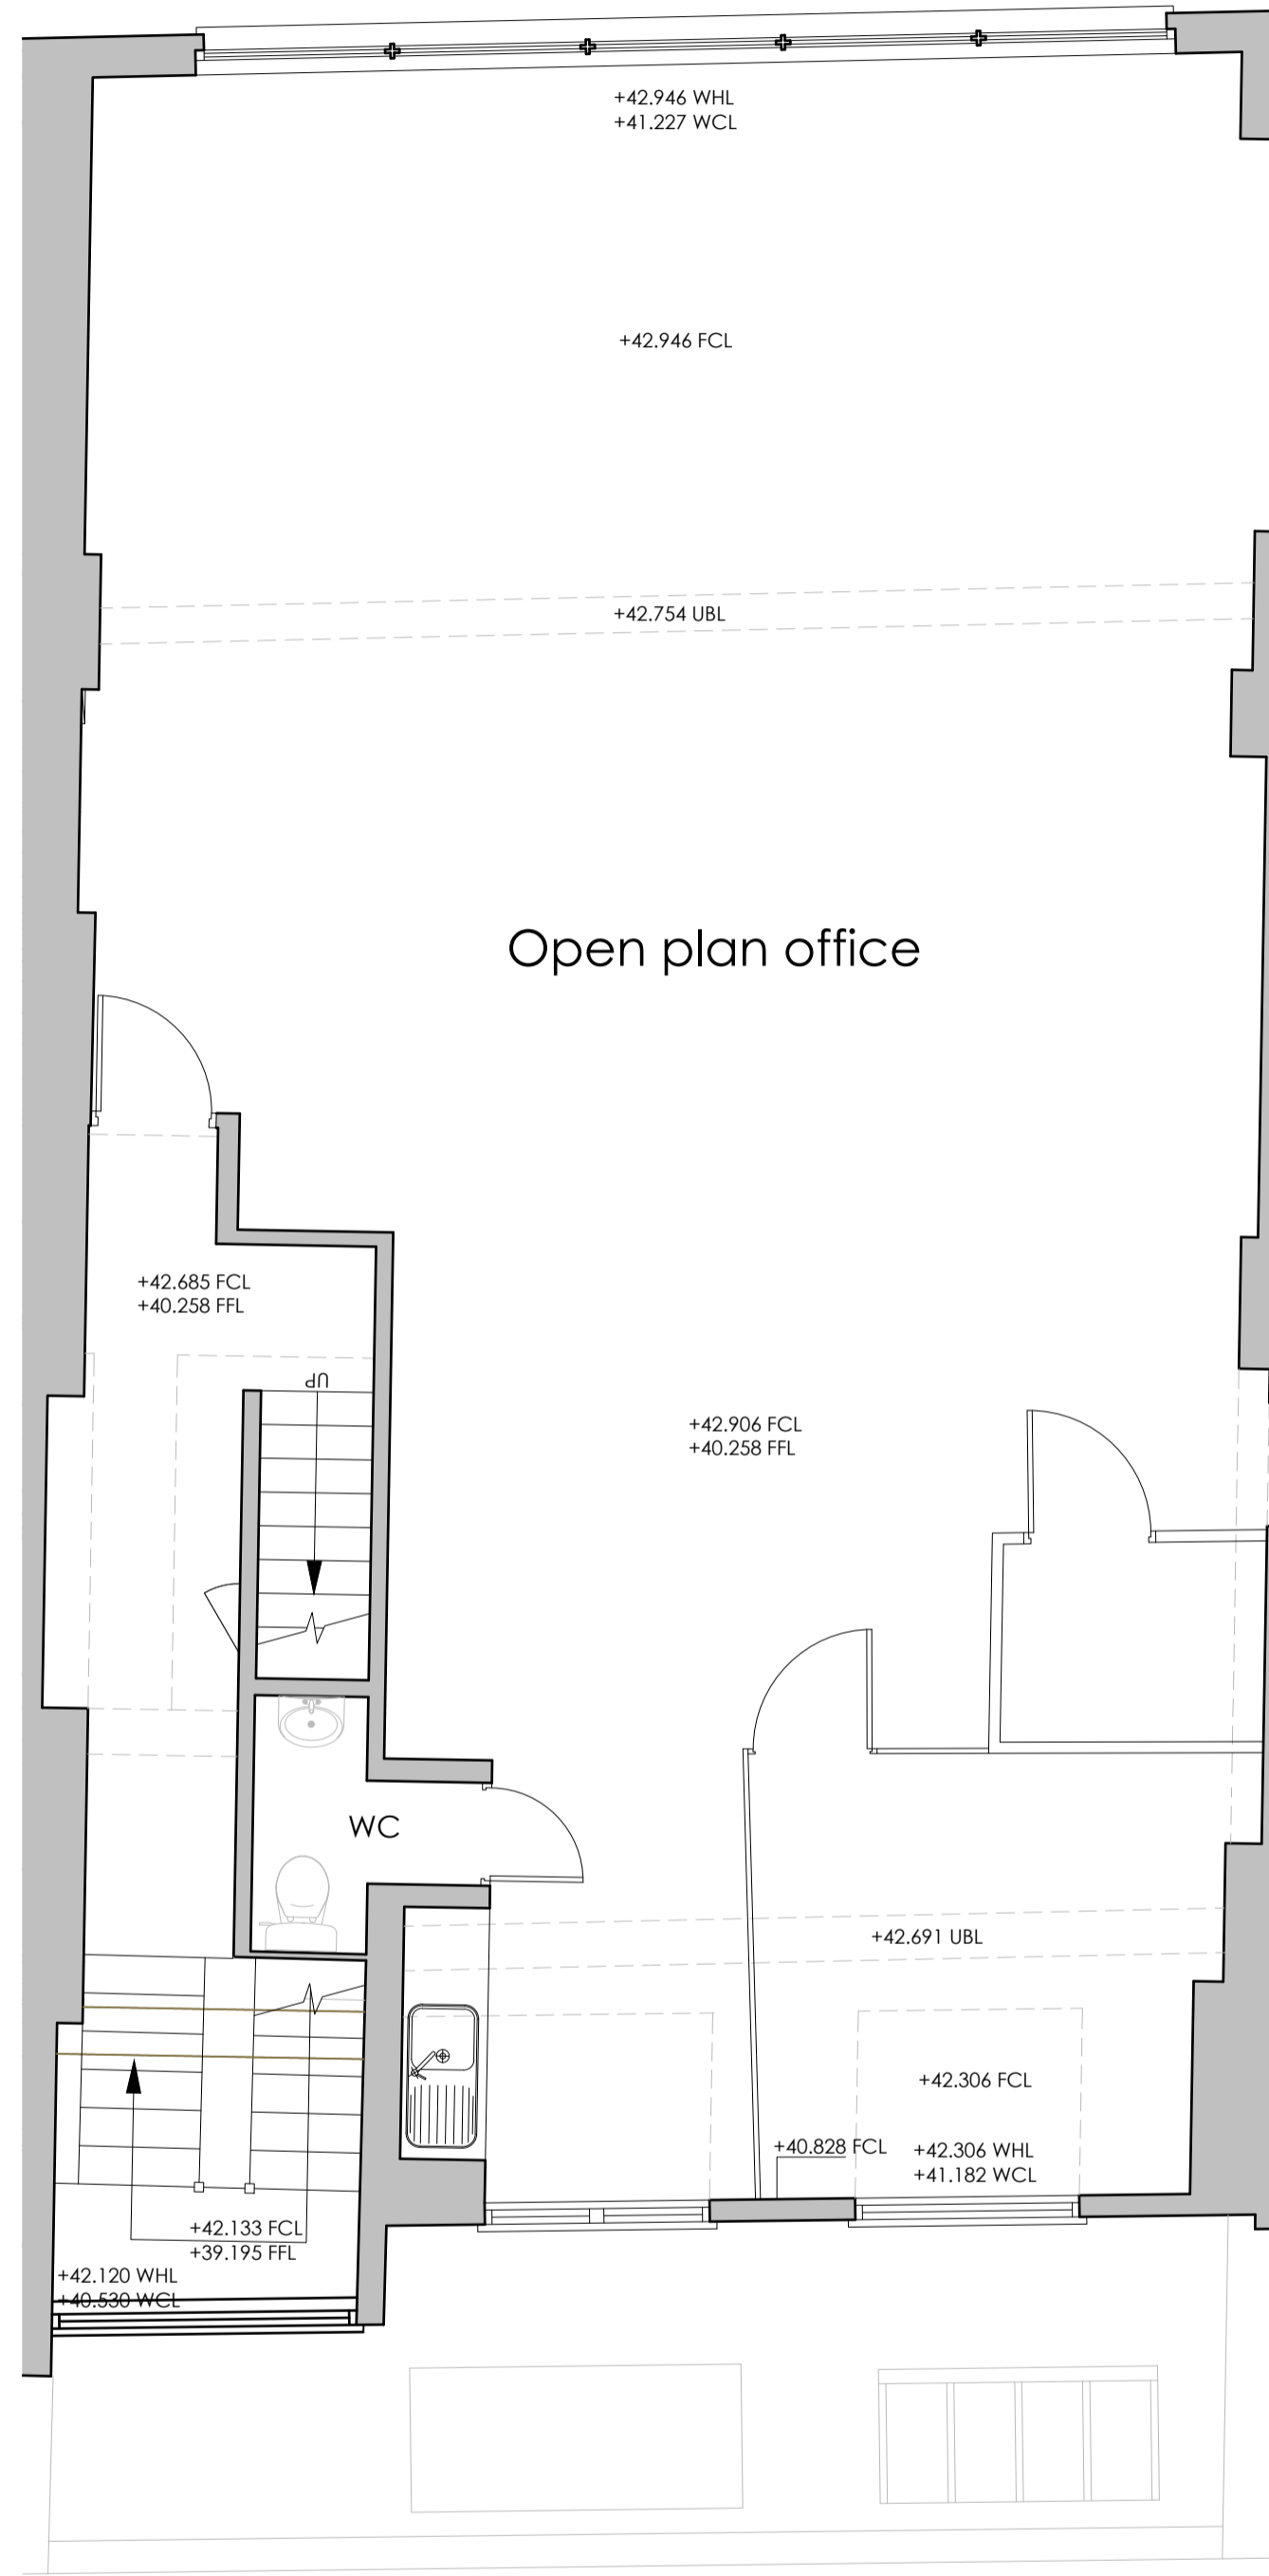 +42.946 WHL
+41.227 WCL
+42.946 FCL
+42.754 UBL
Open plan office
+42.685 FCL
+40.258 FFL
UP
+42.906 FCL
+40.258 FFL
WC
+42.691 UBL
+42.306 FCL
+40.828 FCL
+42.306 WHL
+41.182 WCL
+42.133 FCL
+39.195 FFL
+42.120 WHL
+40.530 WCL